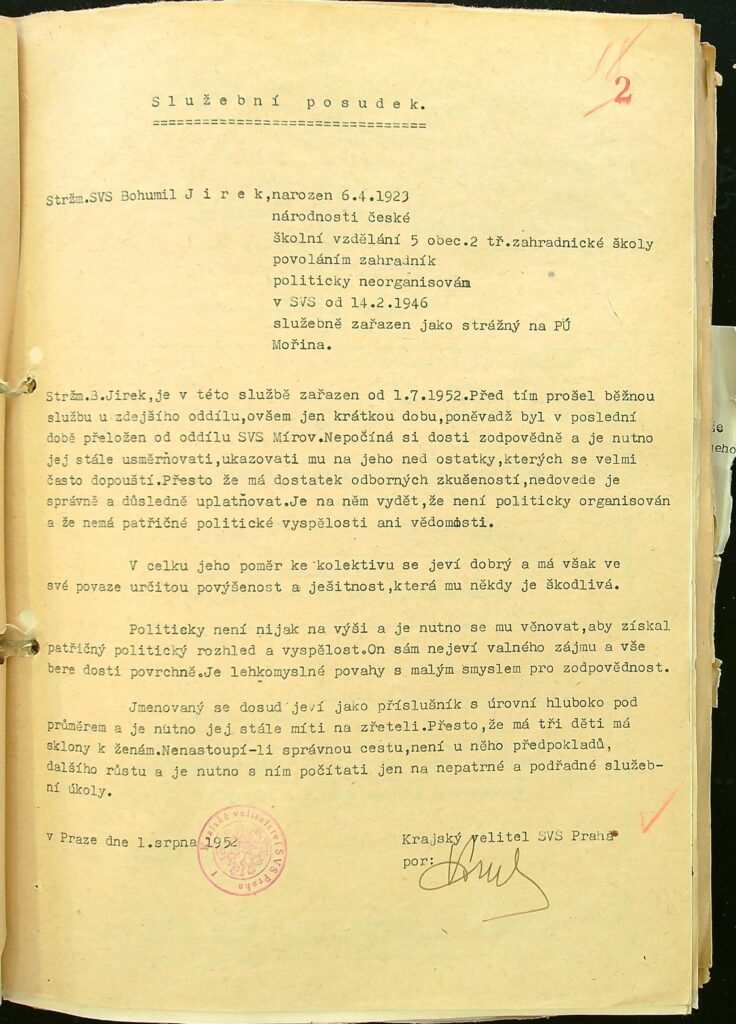 2
Služební posudek.
===============================
Stržm.SVS Bohumil J i r e k,narozen 6.4.1923
národnosti české
školní vzdělání 5 obec.2 tř.zahradnické školy
povoláním zahradník
politicky neorganisován
v SVS od 14.2.1946
služebně zařazen jako strážný na PÚ
Mořina.
Stržm.B.Jirek,je v této službě zařazen od 1.7.1952.Před tím prošel běžnou
službu u zdejšího oddílu,ovšem jen krátkou dobu,poněvadž byl v poslední
době přeložen od oddílu SVS Mírov.Nepočíná si dosti zodpovědně a je nutno
jej stále usměrňovati,ukazovati mu na jeho ned ostatky,kterých se velmi
často dopouští.Přesto že má dostatek odborných zkušeností,nedovede je
správně a důsledně uplatňovat.Je na něm vydět,že není politicky organisován
a že nemá patřičné politické vyspělosti ani vědomosti.
V celku jeho poměr ke kolektivu se jeví dobrý a má však ve
své povaze určitou povýšenost a ješitnost,která mu někdy je škodlivá.
Politicky není nijak na výši a je nutno se mu věnovat,aby získal
patřičný politický rozhled a vyspělost.On sám nejeví valného zájmu a vše
bere dosti povrchně.Je lehkomyslné povahy s malým smyslem pro zodpovědnost.
Jmenovaný se dosud jeví jako příslušník s úrovní hluboko pod
průměrem a je nutno jej stále míti na zřeteli.Přesto,že má tři děti má
sklony k ženám.Nenastoupí-li správnou cestu,není u něho předpokladů,
dalšího růstu a je nutno s ním počítati jen na nepatrné a podřadné služeb-
ní úkoly.
v Praze dne 1.srpna 1952
Krajské velitelství SVS Praha 1
Krajský velitel SVS Praha
por: